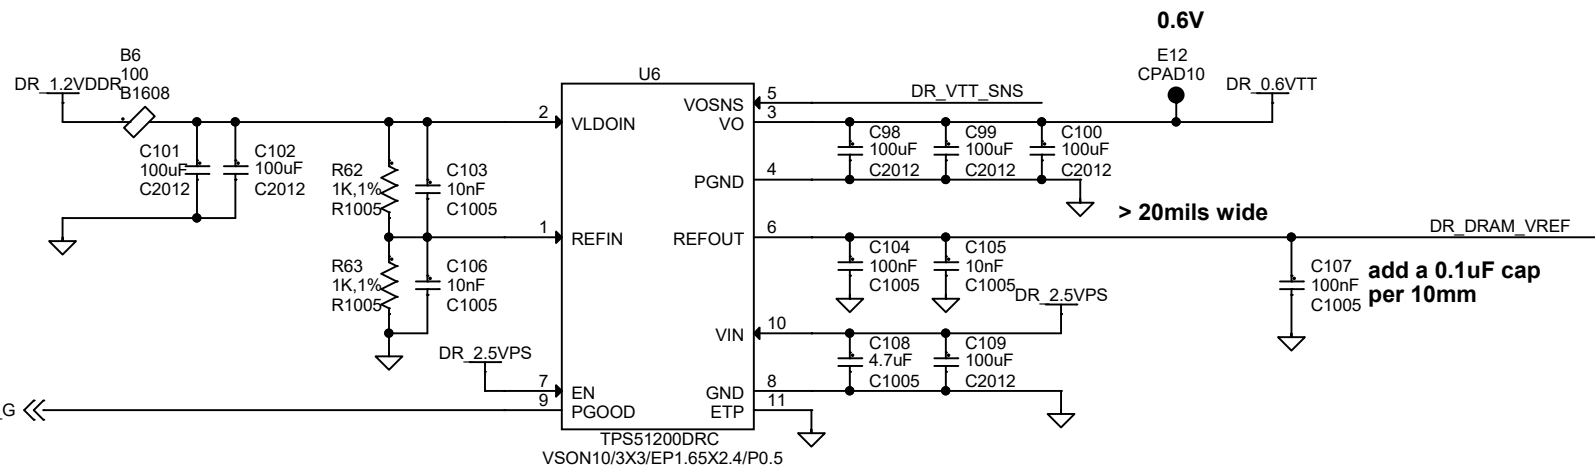 0.6V
B6
100
B1608
DR_1.2VDDR
E12
CPAD10
DR_0.6VTT
U6
DR_VTT_SNS
5
VOSNS
2
VLDOIN
VO
3
C101
100uF
C2012
C102
100uF
C2012
R62
1K,1%
R1005
C103
10nF
C1005
C98
100uF
C2012
C99
100uF
C2012
C100
100uF
C2012
PGND
4
> 20mils wide
1
REFIN
REFOUT
6
DR_DRAM_VREF
R63
1K,1%
R1005
C106
10nF
C1005
C104
100nF
C1005
C105
10nF
C1005
C107
100nF
C1005
add a 0.1uF cap
per 10mm
DR_2.5VPS
VIN
10
DR_2.5VPS
C108
4.7uF
C1005
C109
100uF
C2012
7
EN
GND
8
_G
9
PGOOD
ETP
11
TPS51200DRC
VSON10/3X3/EP1.65X2.4/P0.5